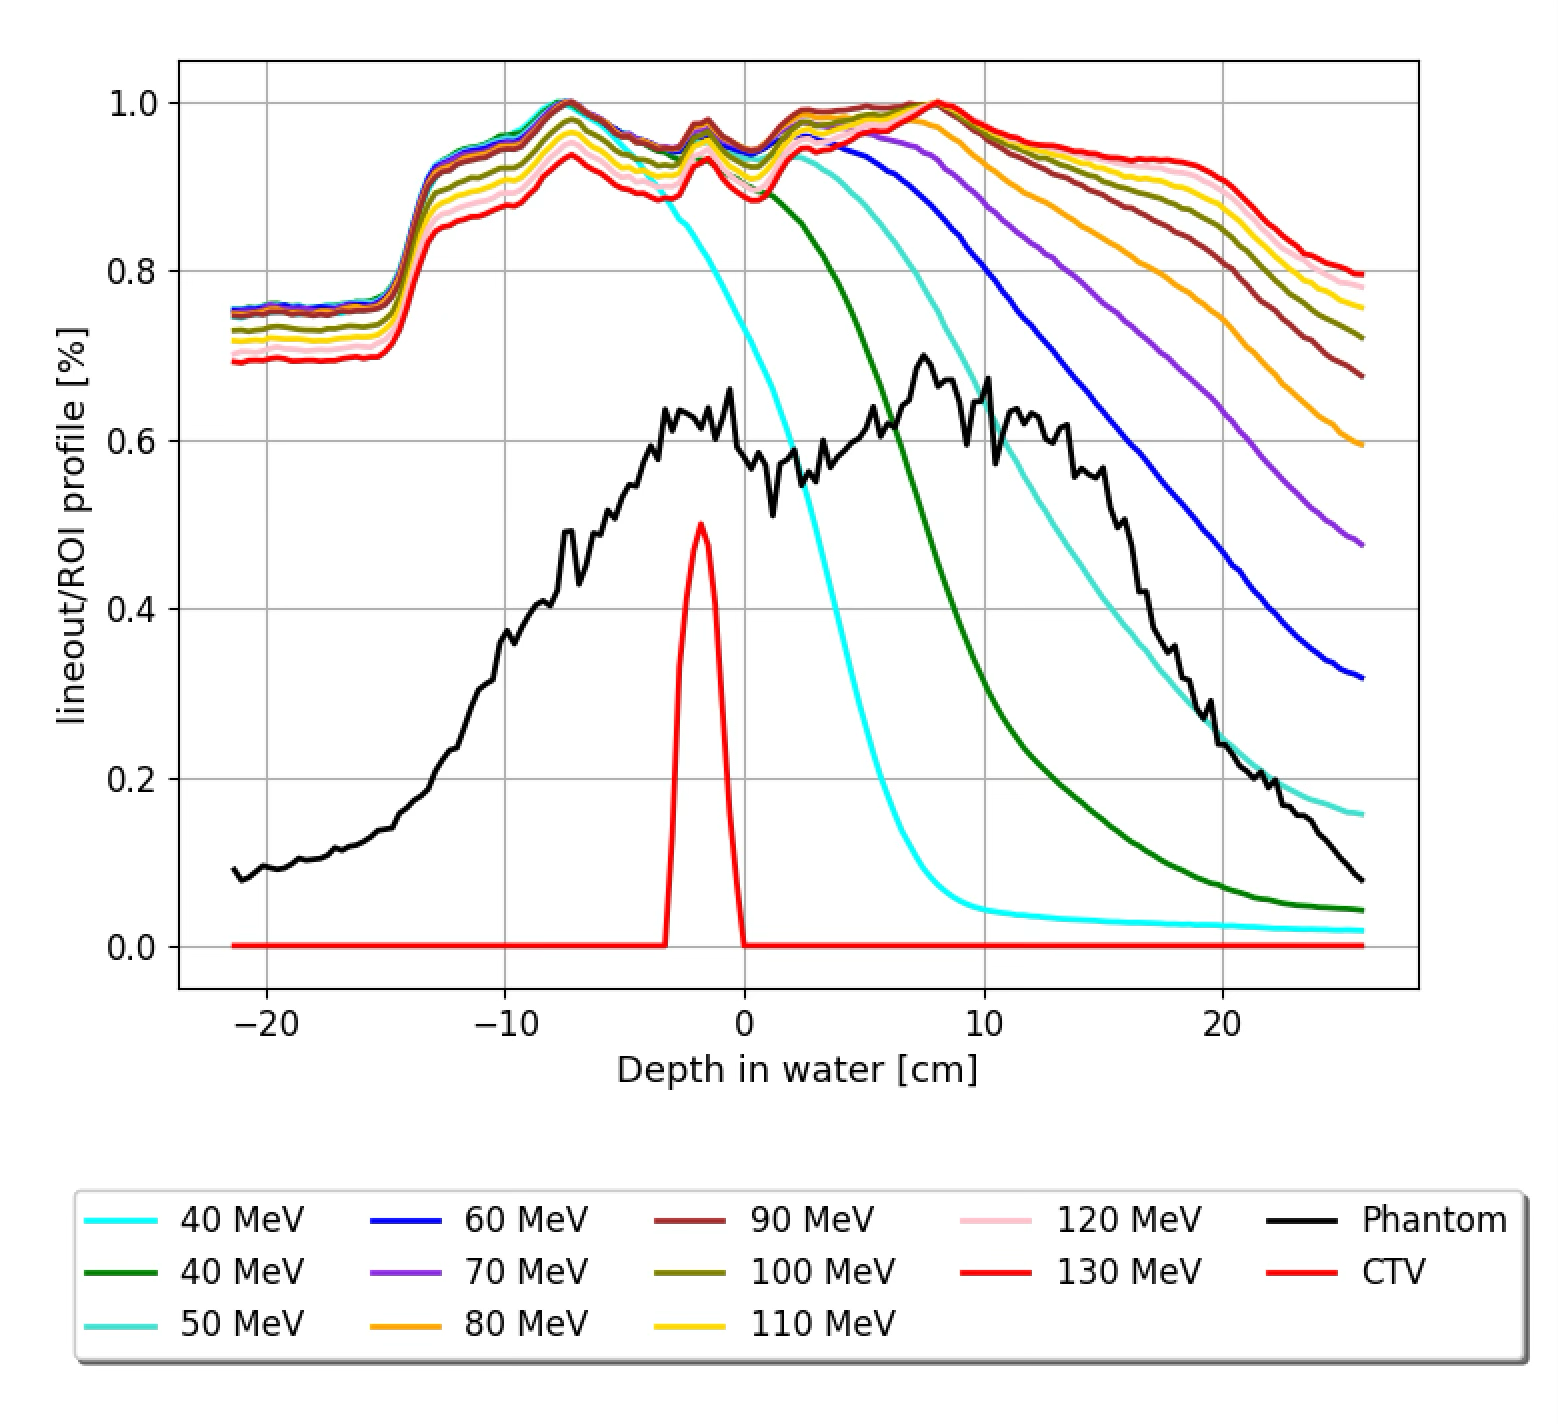 1.0
0.8
0.6
0.4
0.2
0.0
lineout/ROI profile [%]
−20 −10 0 10 20
Depth in water [cm]
40 MeV 60 MeV 90 MeV 120 MeV Phantom
40 MeV 70 MeV 100 MeV 130 MeV CTV
50 MeV 80 MeV 110 MeV